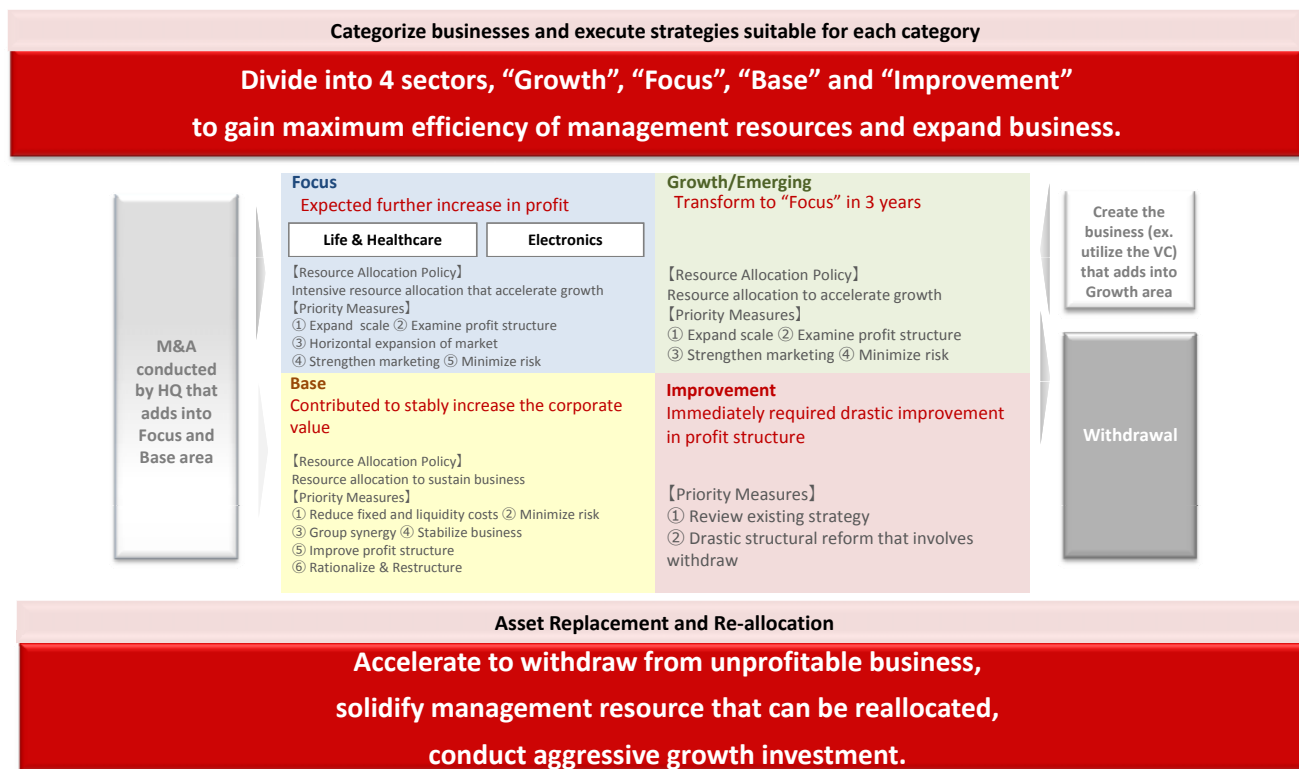 Categorize businesses and execute strategies suitable for each category
Divide into 4 sectors, “Growth”, “Focus”, “Base” and “Improvement”
to gain maximum efficiency of management resources and expand business.
M&A
conducted
by HQ that
adds into
Focus and
Base area
Focus
Expected further increase in profit
Life & Healthcare
Electronics
【Resource Allocation Policy】
Intensive resource allocation that accelerate growth
【Priority Measures】
① Expand scale ② Examine profit structure
③ Horizontal expansion of market
④ Strengthen marketing ⑤ Minimize risk
Growth/Emerging
Transform to “Focus” in 3 years
【Resource Allocation Policy】
Resource allocation to accelerate growth
【Priority Measures】
① Expand scale ② Examine profit structure
③ Strengthen marketing ④ Minimize risk
Base
Contributed to stably increase the corporate
value
【Resource Allocation Policy】
Resource allocation to sustain business
【Priority Measures】
① Reduce fixed and liquidity costs ② Minimize risk
③ Group synergy ④ Stabilize business
⑤ Improve profit structure
⑥ Rationalize & Restructure
Improvement
Immediately required drastic improvement
in profit structure
【Priority Measures】
① Review existing strategy
② Drastic structural reform that involves
withdraw
Create the
business (ex.
utilize the VC)
that adds into
Growth area
Withdrawal
Asset Replacement and Re-allocation
Accelerate to withdraw from unprofitable business,
solidify management resource that can be reallocated,
conduct aggressive growth investment.